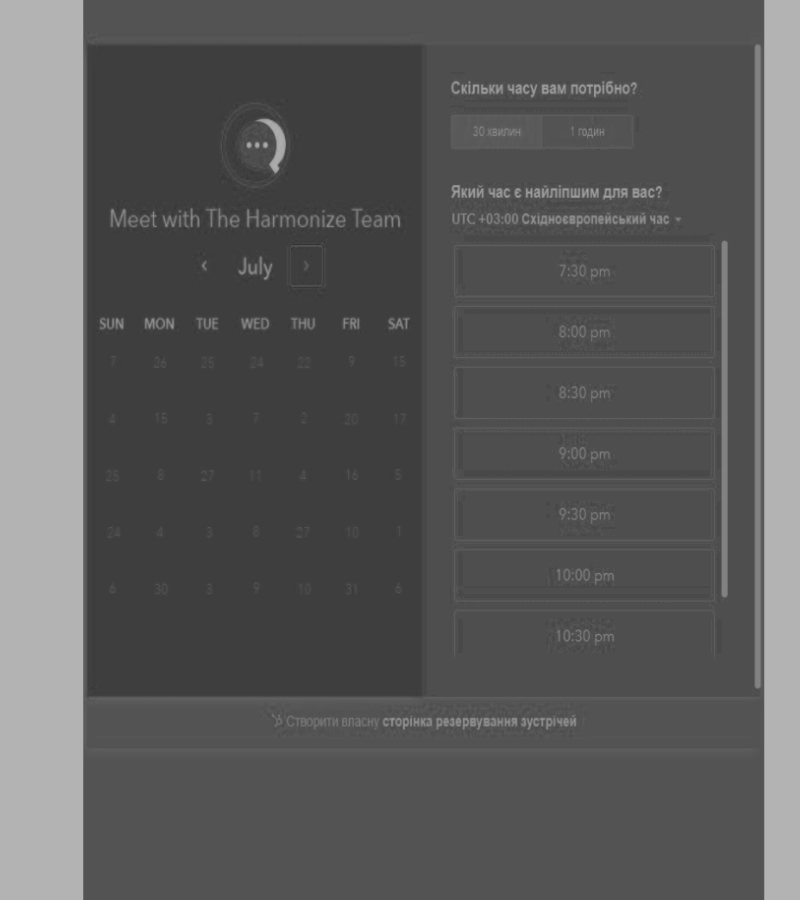 Meet with The Harmonize Team
July
SUN MON TUE WED THU FRI SAT
7 26 25 24 22 9 15
4 15 3 7 2 20 17
11 4 16 5
24 4 3 8 27 10 1
6 30 9 10 31 6
Скільки часу вам потрібно?
30 хвилин 1 годин
Який час є найліпшим для вас?
UTC +03:00 Східноєвропейський час
7:30 pm
8:00 pm
8:30 pm
9:00 pm
9:30 pm
10:00 pm
10:30 pm
Створити власну сторінка резервування зустрічей